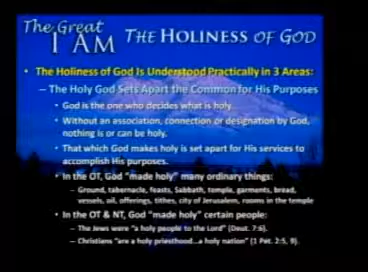 The Great
I AM THE HOLINESS OF GOD
• The Holiness of God Is Understood Practically in 3 Areas:
– The Holy God Sets Apart the Common for His Purposes
• God is the one who decides what is holy.
• Without an association, connection or designation by God,
nothing is or can be holy.
• That which God makes holy is set apart for His services to
accomplish His purposes.
• In the OT, God "made holy" many ordinary things:
– Ground, tabernacle, feasts, Sabbath, temple, garments, bread,
vessels, oil, offerings, tithes, city of Jerusalem, rooms in the temple
• In the OT & NT, God "made holy" certain people:
– The Jews were "a holy people to the Lord" (Deut. 7:6).
– Christians "are a holy priesthood...a holy nation" (1 Pet. 2:5, 9).